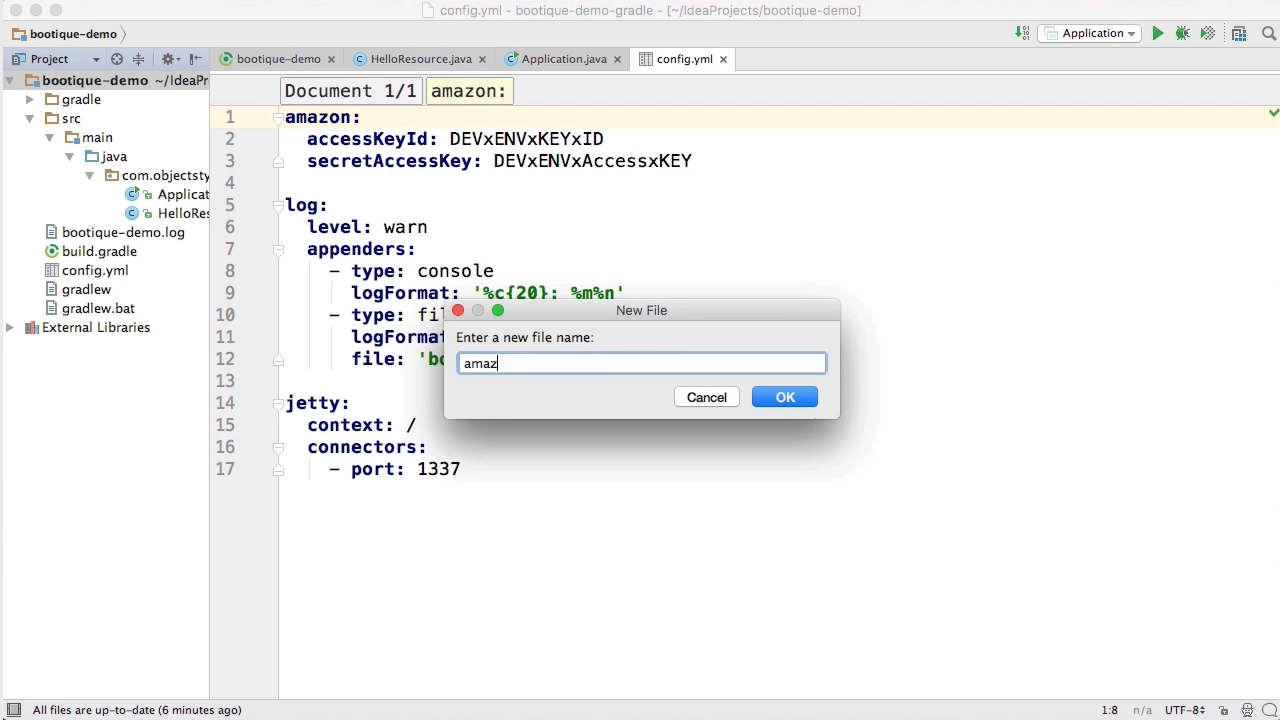 config.yml - bootique-demo-gradle - [~/IdeaProjects/bootique-demo]
bootique-demo
Application
Project
bootique-demo
HelloResource.java
Application.java
config.yml
bootique-demo ~/IdeaPr
gradle
src
main
java
com.objectsty
Applicat
HelloRes
bootique-demo.log
build.gradle
config.yml
gradlew
gradlew.bat
External Libraries
Document 1/1 amazon:
1 amazon:
2 accessKeyId: DEVxENVxKEYxID
3 secretAccessKey: DEVxENVxAccessxKEY
4
5 log:
6 level: warn
7 appenders:
8 - type: console
9 logFormat: '%c{20}: %m%n'
10 - type: fi
11 logFormat
12 file: 'bo
13
14 jetty:
15 context: /
16 connectors:
17 - port: 1337
New File
Enter a new file name:
amaz
Cancel
OK
All files are up-to-date (6 minutes ago)
1:8 n/a UTF-8